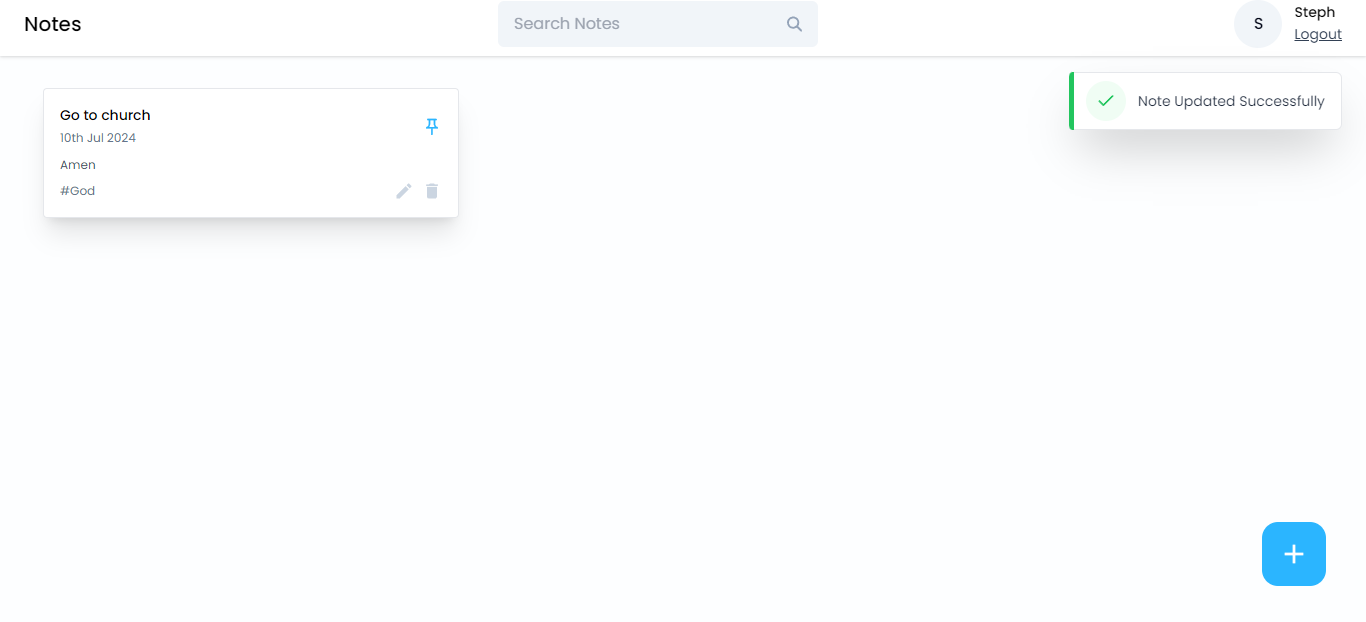 Notes
Search Notes
S
Steph
Logout
Note Updated Successfully
Go to church
10th Jul 2024
Amen
#God